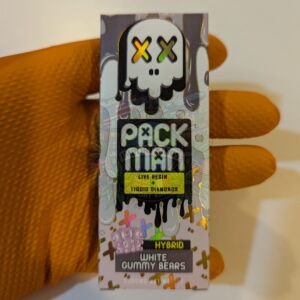 PACK
MAN
LIVE RESIN
+
LIQUID DIAMONDS
HYBRID
WHITE
GUMMY BEARS